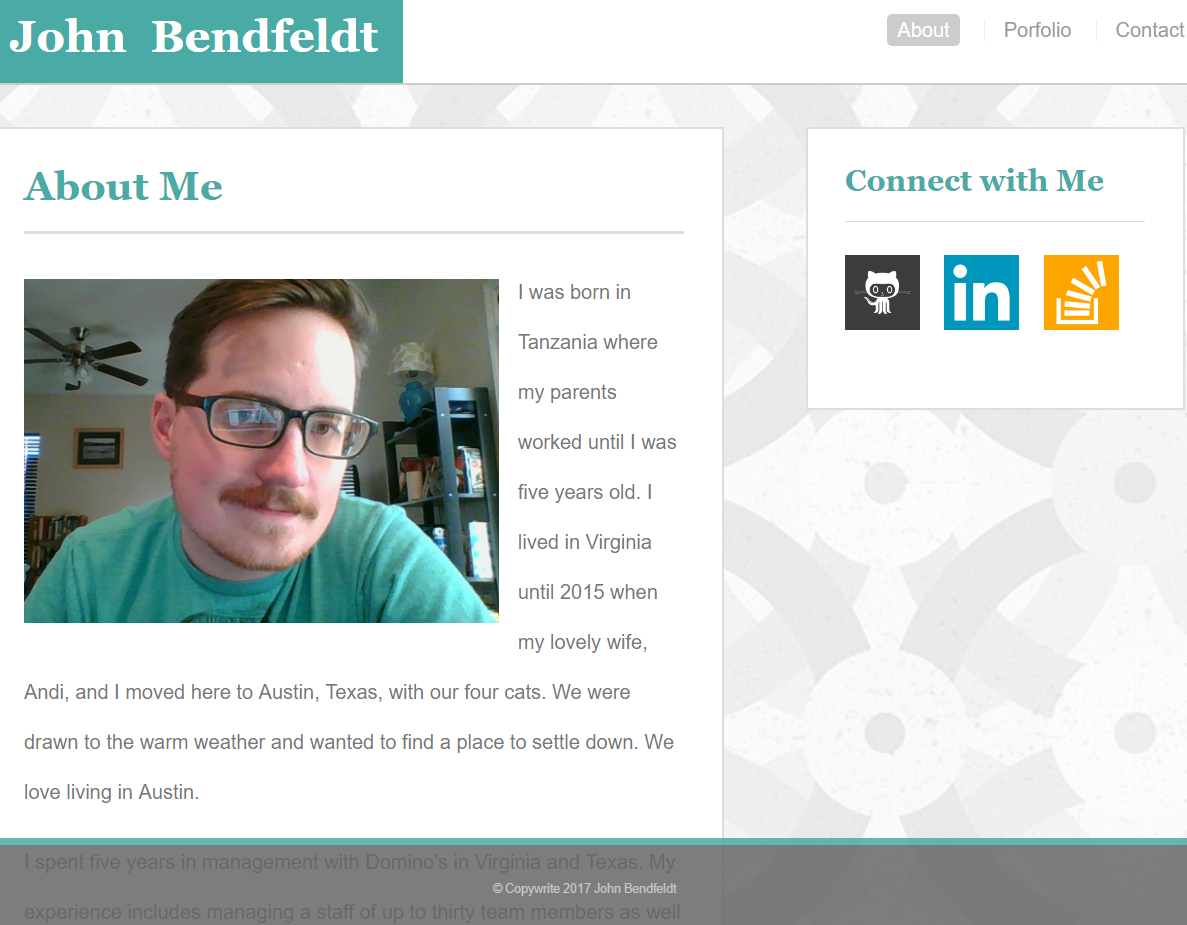 John Bendfeldt
About
Porfolio
Contact
About Me
I was born in
Tanzania where
my parents
worked until I was
five years old. I
lived in Virginia
until 2015 when
my lovely wife,
Andi, and I moved here to Austin, Texas, with our four cats. We were
drawn to the warm weather and wanted to find a place to settle down. We
love living in Austin.
I spent five years in management with Domino's in Virginia and Texas. My
experience includes managing a staff of up to thirty team members as well
Connect with Me
in
© Copywrite 2017 John Bendfeldt